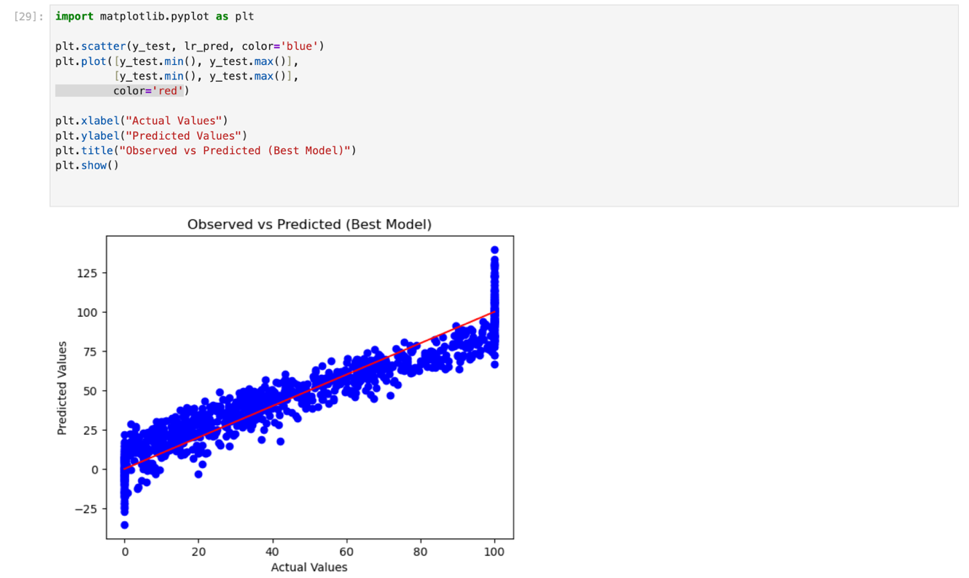 [29]: import matplotlib.pyplot as plt
plt.scatter(y_test, lr_pred, color='blue')
plt.plot([y_test.min(), y_test.max()],
[y_test.min(), y_test.max()],
color='red')
plt.xlabel("Actual Values")
plt.ylabel("Predicted Values")
plt.title("Observed vs Predicted (Best Model)")
plt.show()
Observed vs Predicted (Best Model)
Predicted Values
125
100
75
50
25
0
−25
0 20 40 60 80 100
Actual Values